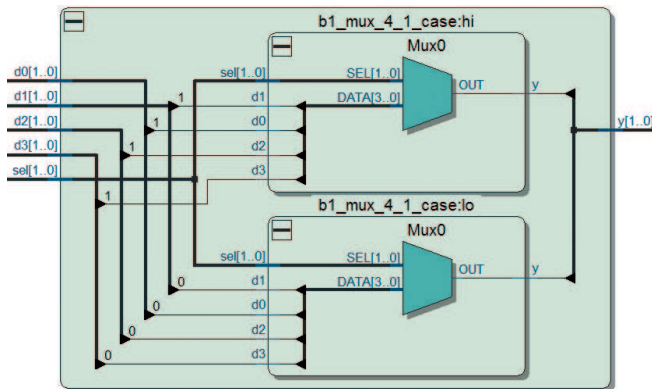 b1_mux_4_1_case:hi
Mux0
d0[1..0]
sel[1..0]
SEL[1..0]
OUT
y
d1[1..0]
1
d1
DATA[3..0]
d2[1..0]
1
d0
y[1..0]
d3[1..0]
1
d2
sel[1..0]
1
d3
b1_mux_4_1_case:lo
Mux0
sel[1..0]
SEL[1..0]
OUT
y
0
d1
DATA[3..0]
0
d0
0
d2
0
d3